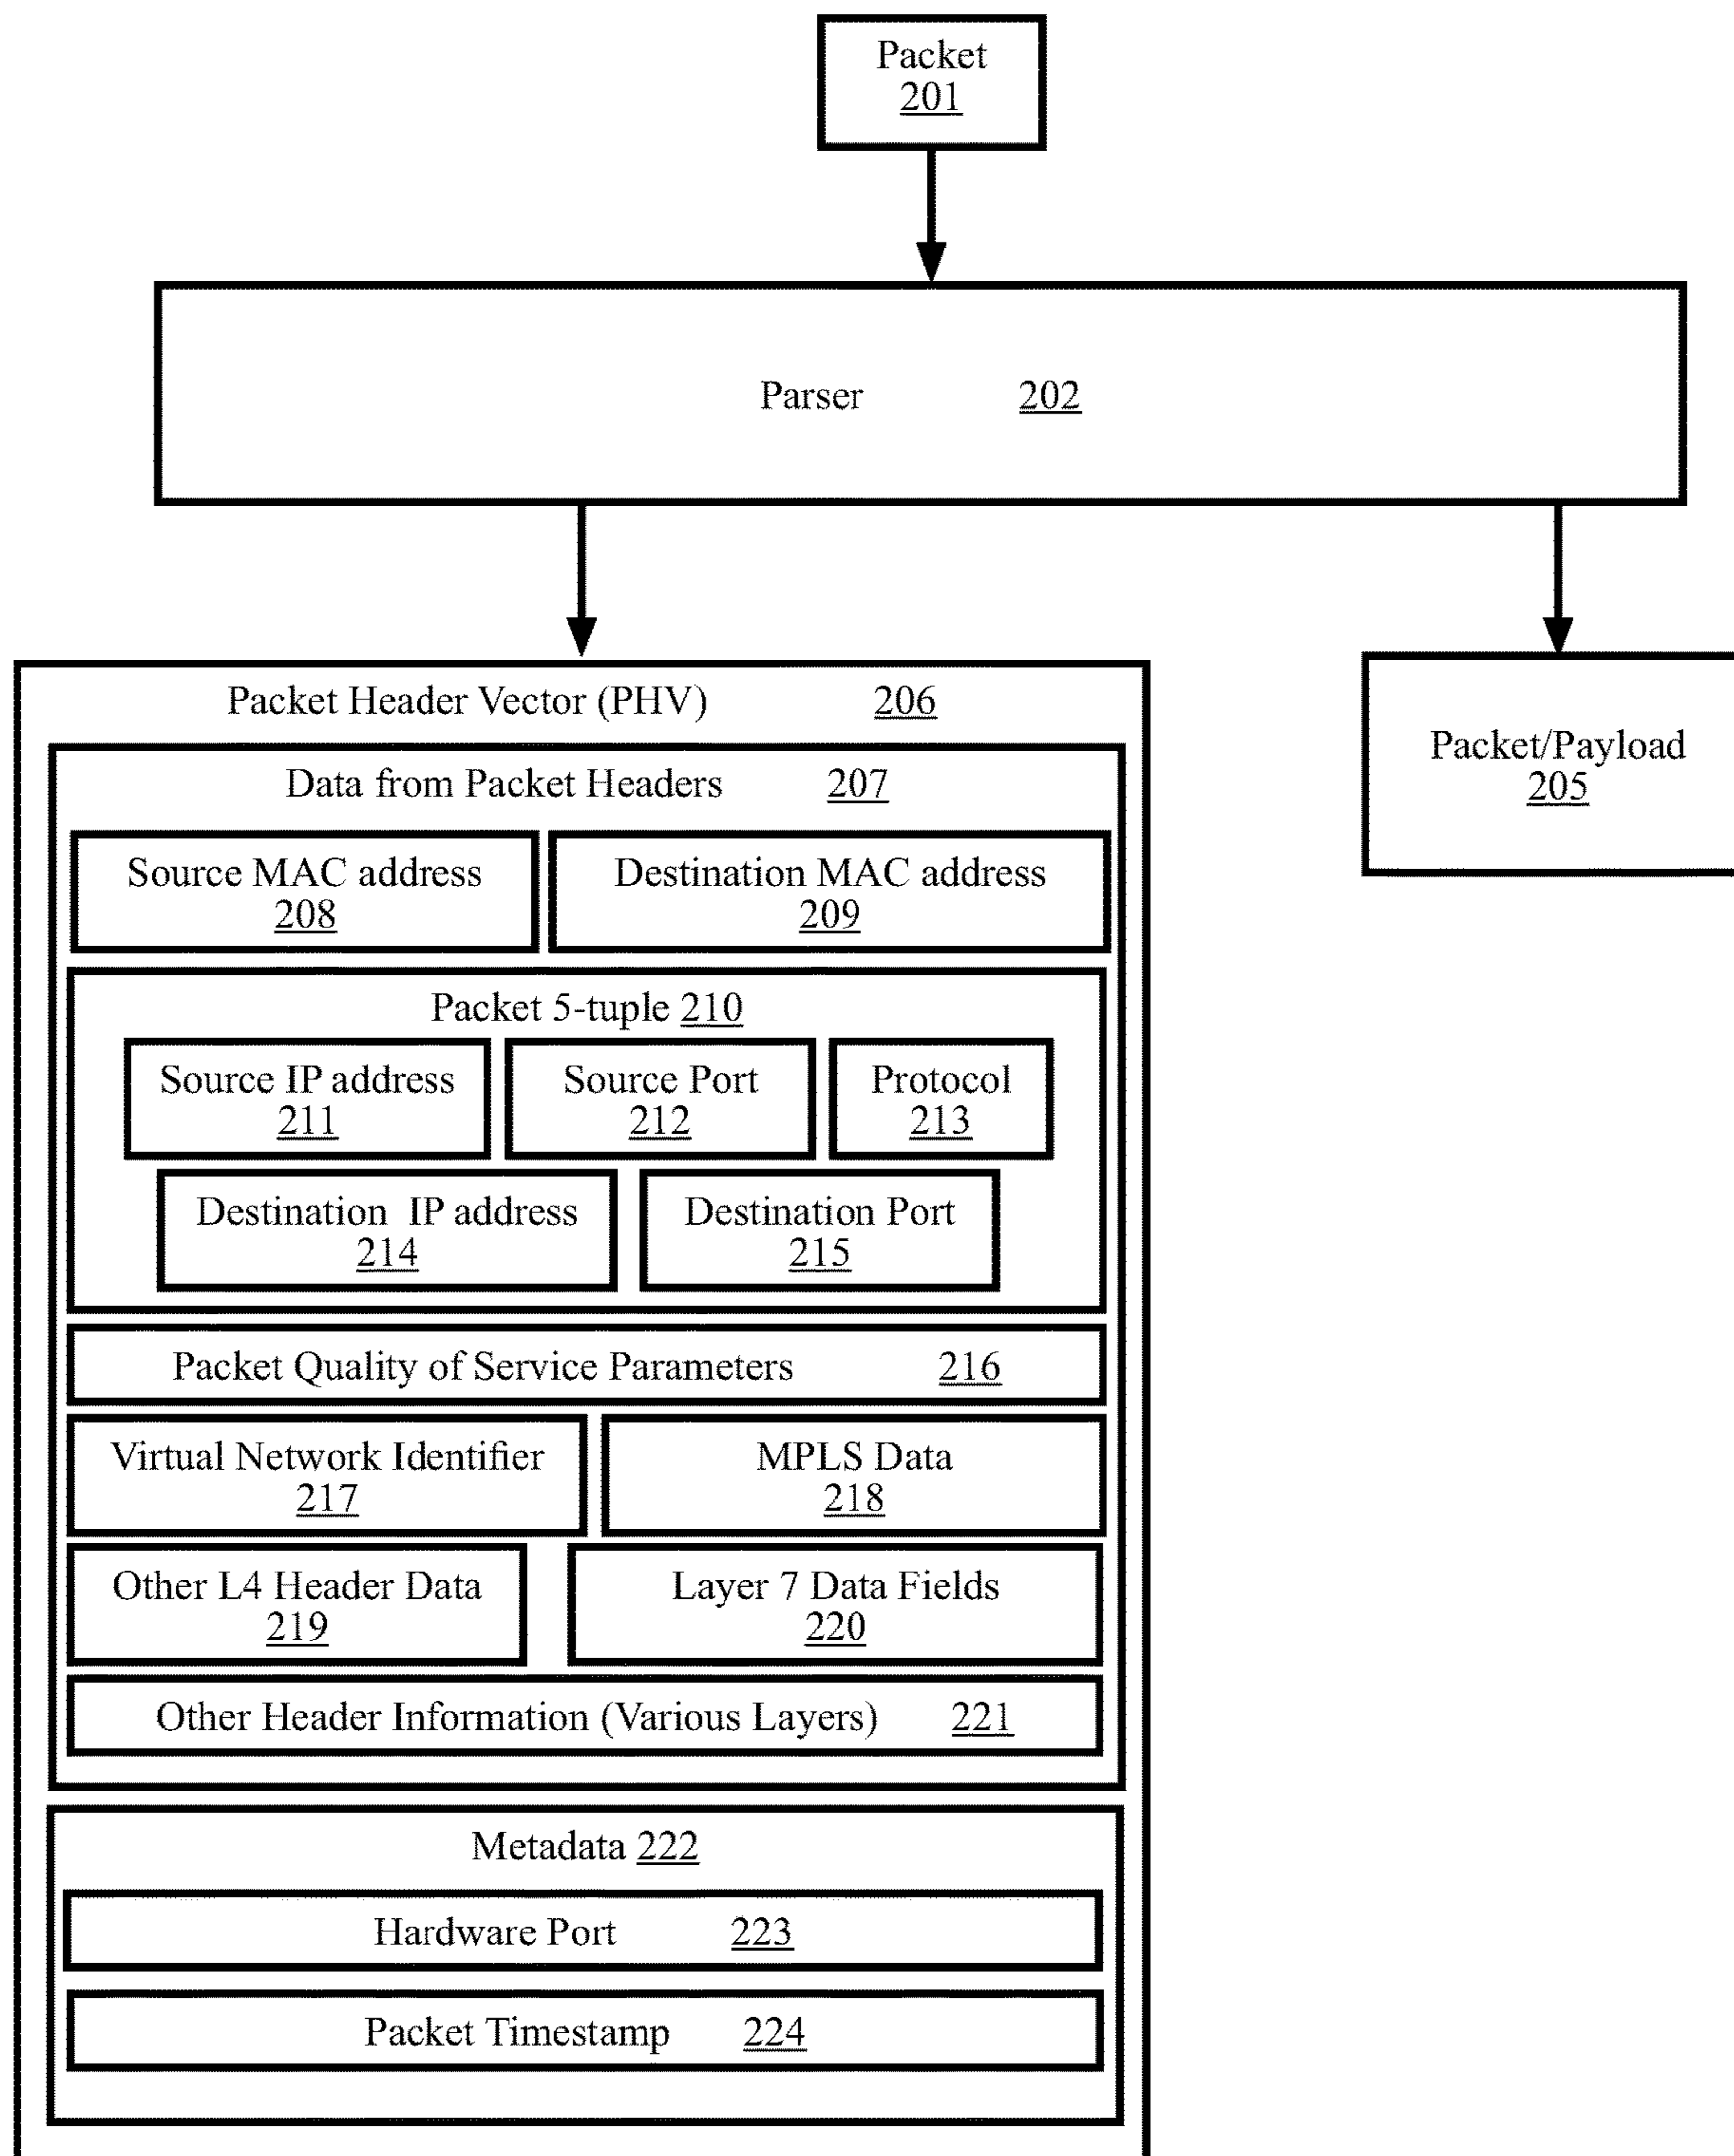 Packet
201
Parser 202
Packet Header Vector (PHV) 206
Data from Packet Headers 207
Source MAC address
208
Destination MAC address
209
Packet 5-tuple 210
Source IP address
211
Source Port
212
Protocol
213
Destination IP address
214
Destination Port
215
Packet Quality of Service Parameters 216
Virtual Network Identifier
217
MPLS Data
218
Other L4 Header Data
219
Layer 7 Data Fields
220
Other Header Information (Various Layers) 221
Metadata 222
Hardware Port 223
Packet Timestamp 224
Packet/Payload
205